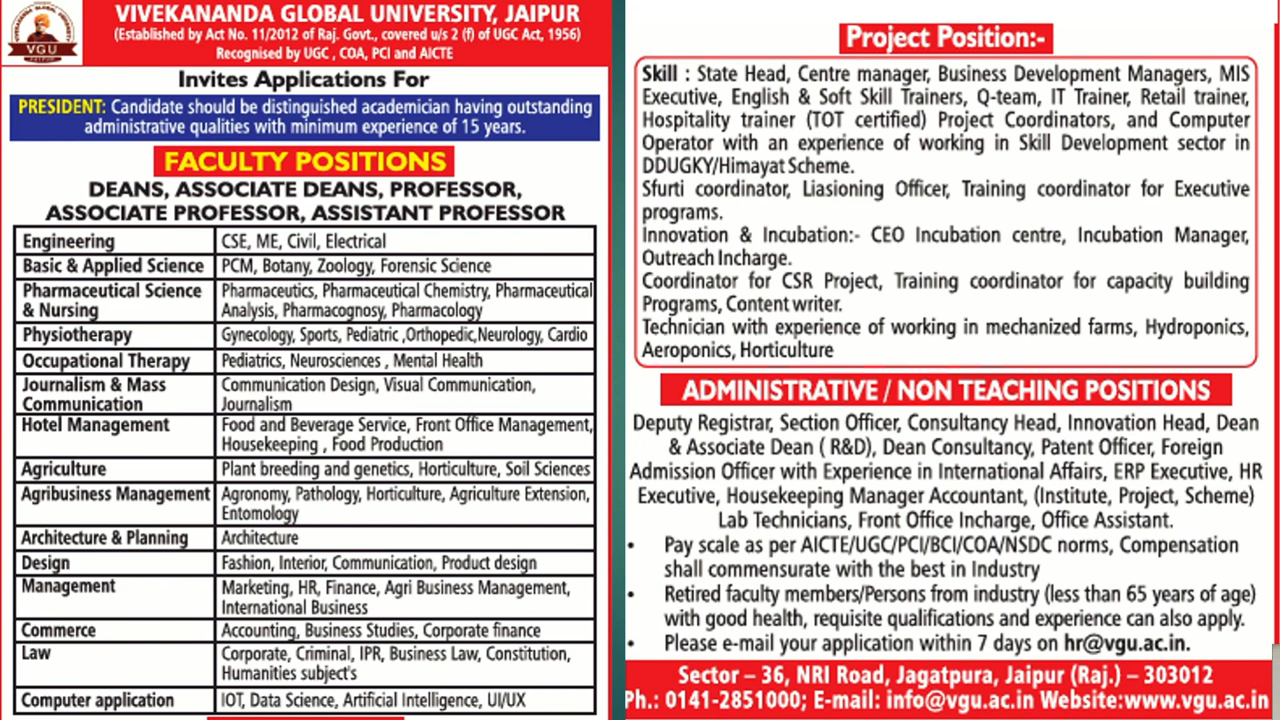 VIVEKANANDA GLOBAL UNIVERSITY, JAIPUR
(Established by Act No. 11/2012 of Raj. Govt., covered u/s 2 (f) of UGC Act, 1956)
Recognised by UGC , COA, PCI and AICTE
VGU
Invites Applications For
PRESIDENT: Candidate should be distinguished academician having outstanding
administrative qualities with minimum experience of 15 years.
FACULTY POSITIONS
DEANS, ASSOCIATE DEANS, PROFESSOR,
ASSOCIATE PROFESSOR, ASSISTANT PROFESSOR
Engineering CSE, ME, Civil, Electrical
Basic & Applied Science PCM, Botany, Zoology, Forensic Science
Pharmaceutical Science Pharmaceutics, Pharmaceutical Chemistry, Pharmaceutical
& Nursing Analysis, Pharmacognosy, Pharmacology
Physiotherapy Gynecology, Sports, Pediatric ,Orthopedic,Neurology, Cardio
Occupational Therapy Pediatrics, Neurosciences , Mental Health
Journalism & Mass Communication Design, Visual Communication,
Communication Journalism
Hotel Management Food and Beverage Service, Front Office Management,
Housekeeping , Food Production
Agriculture Plant breeding and genetics, Horticulture, Soil Sciences
Agribusiness Management Agronomy, Pathology, Horticulture, Agriculture Extension,
Entomology
Architecture & Planning Architecture
Design Fashion, Interior, Communication, Product design
Management Marketing, HR, Finance, Agri Business Management,
International Business
Commerce Accounting, Business Studies, Corporate finance
Law Corporate, Criminal, IPR, Business Law, Constitution,
Humanities subject's
Computer application IOT, Data Science, Artificial Intelligence, UI/UX
Project Position:-
Skill : State Head, Centre manager, Business Development Managers, MIS
Executive, English & Soft Skill Trainers, Q-team, IT Trainer, Retail trainer,
Hospitality trainer (TOT certified) Project Coordinators, and Computer
Operator with an experience of working in Skill Development sector in
DDUGKY/Himayat Scheme.
Sfurti coordinator, Liasioning Officer, Training coordinator for Executive
programs.
Innovation & Incubation:- CEO Incubation centre, Incubation Manager,
Outreach Incharge.
Coordinator for CSR Project, Training coordinator for capacity building
Programs, Content writer.
Technician with experience of working in mechanized farms, Hydroponics,
Aeroponics, Horticulture
ADMINISTRATIVE / NON TEACHING POSITIONS
Deputy Registrar, Section Officer, Consultancy Head, Innovation Head, Dean
& Associate Dean ( R&D), Dean Consultancy, Patent Officer, Foreign
Admission Officer with Experience in International Affairs, ERP Executive, HR
Executive, Housekeeping Manager Accountant, (Institute, Project, Scheme)
Lab Technicians, Front Office Incharge, Office Assistant.
• Pay scale as per AICTE/UGC/PCI/BCI/COA/NSDC norms, Compensation
shall commensurate with the best in Industry
• Retired faculty members/Persons from industry (less than 65 years of age)
with good health, requisite qualifications and experience can also apply.
• Please e-mail your application within 7 days on hr@vgu.ac.in.
Sector – 36, NRI Road, Jagatpura, Jaipur (Raj.) – 303012
Ph.: 0141-2851000; E-mail: info@vgu.ac.in Website:www.vgu.ac.in